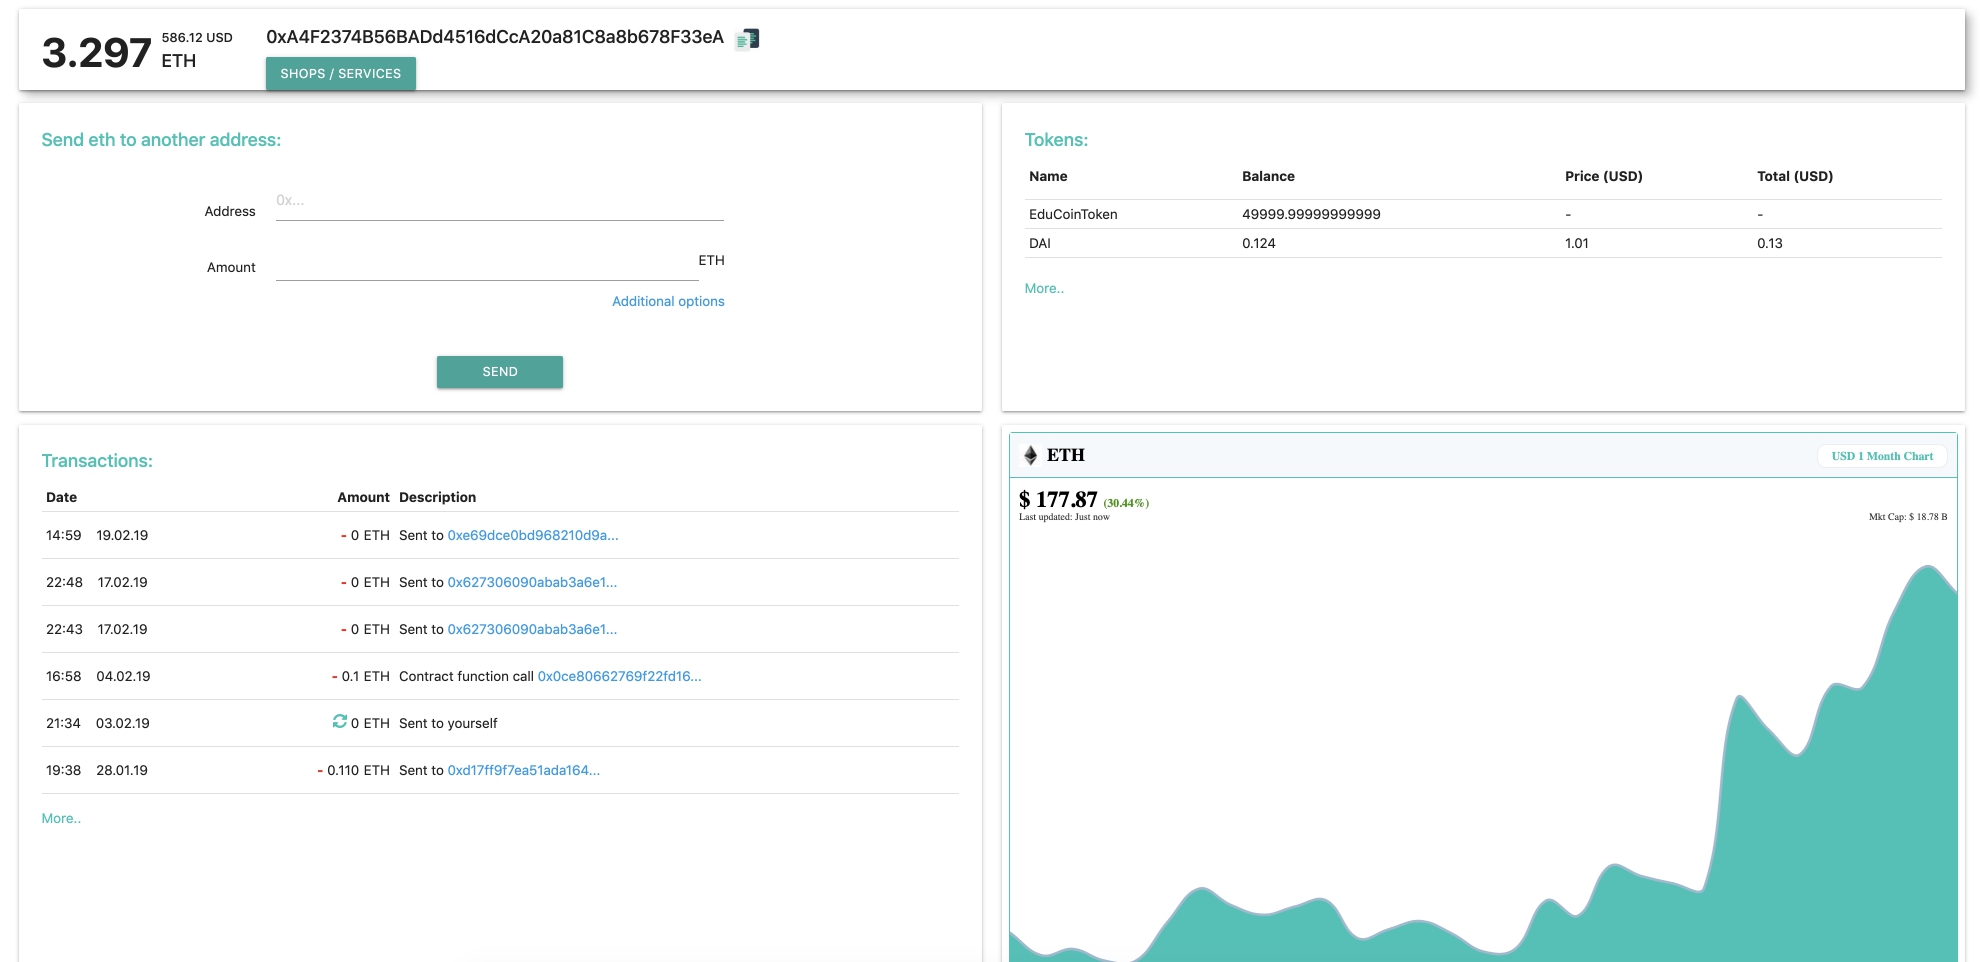 3.297 586.12 USD
ETH
0xA4F2374B56BADd4516dCcA20a81C8a8b678F33eA
SHOPS / SERVICES
Send eth to another address:
Address 0x...
Amount ETH
Additional options
SEND
Tokens:
Name Balance Price (USD) Total (USD)
EduCoinToken 49999.99999999999 - -
DAI 0.124 1.01 0.13
More..
Transactions:
Date Amount Description
14:59 19.02.19 - 0 ETH Sent to 0xe69dce0bd968210d9a...
22:48 17.02.19 - 0 ETH Sent to 0x627306090abab3a6e1...
22:43 17.02.19 - 0 ETH Sent to 0x627306090abab3a6e1...
16:58 04.02.19 - 0.1 ETH Contract function call 0x0ce80662769f22fd16...
21:34 03.02.19 0 ETH Sent to yourself
19:38 28.01.19 - 0.110 ETH Sent to 0xd17ff9f7ea51ada164...
More..
ETH USD 1 Month Chart
$ 177.87 (30.44%)
Last updated: Just now Mkt Cap: $ 18.78 B